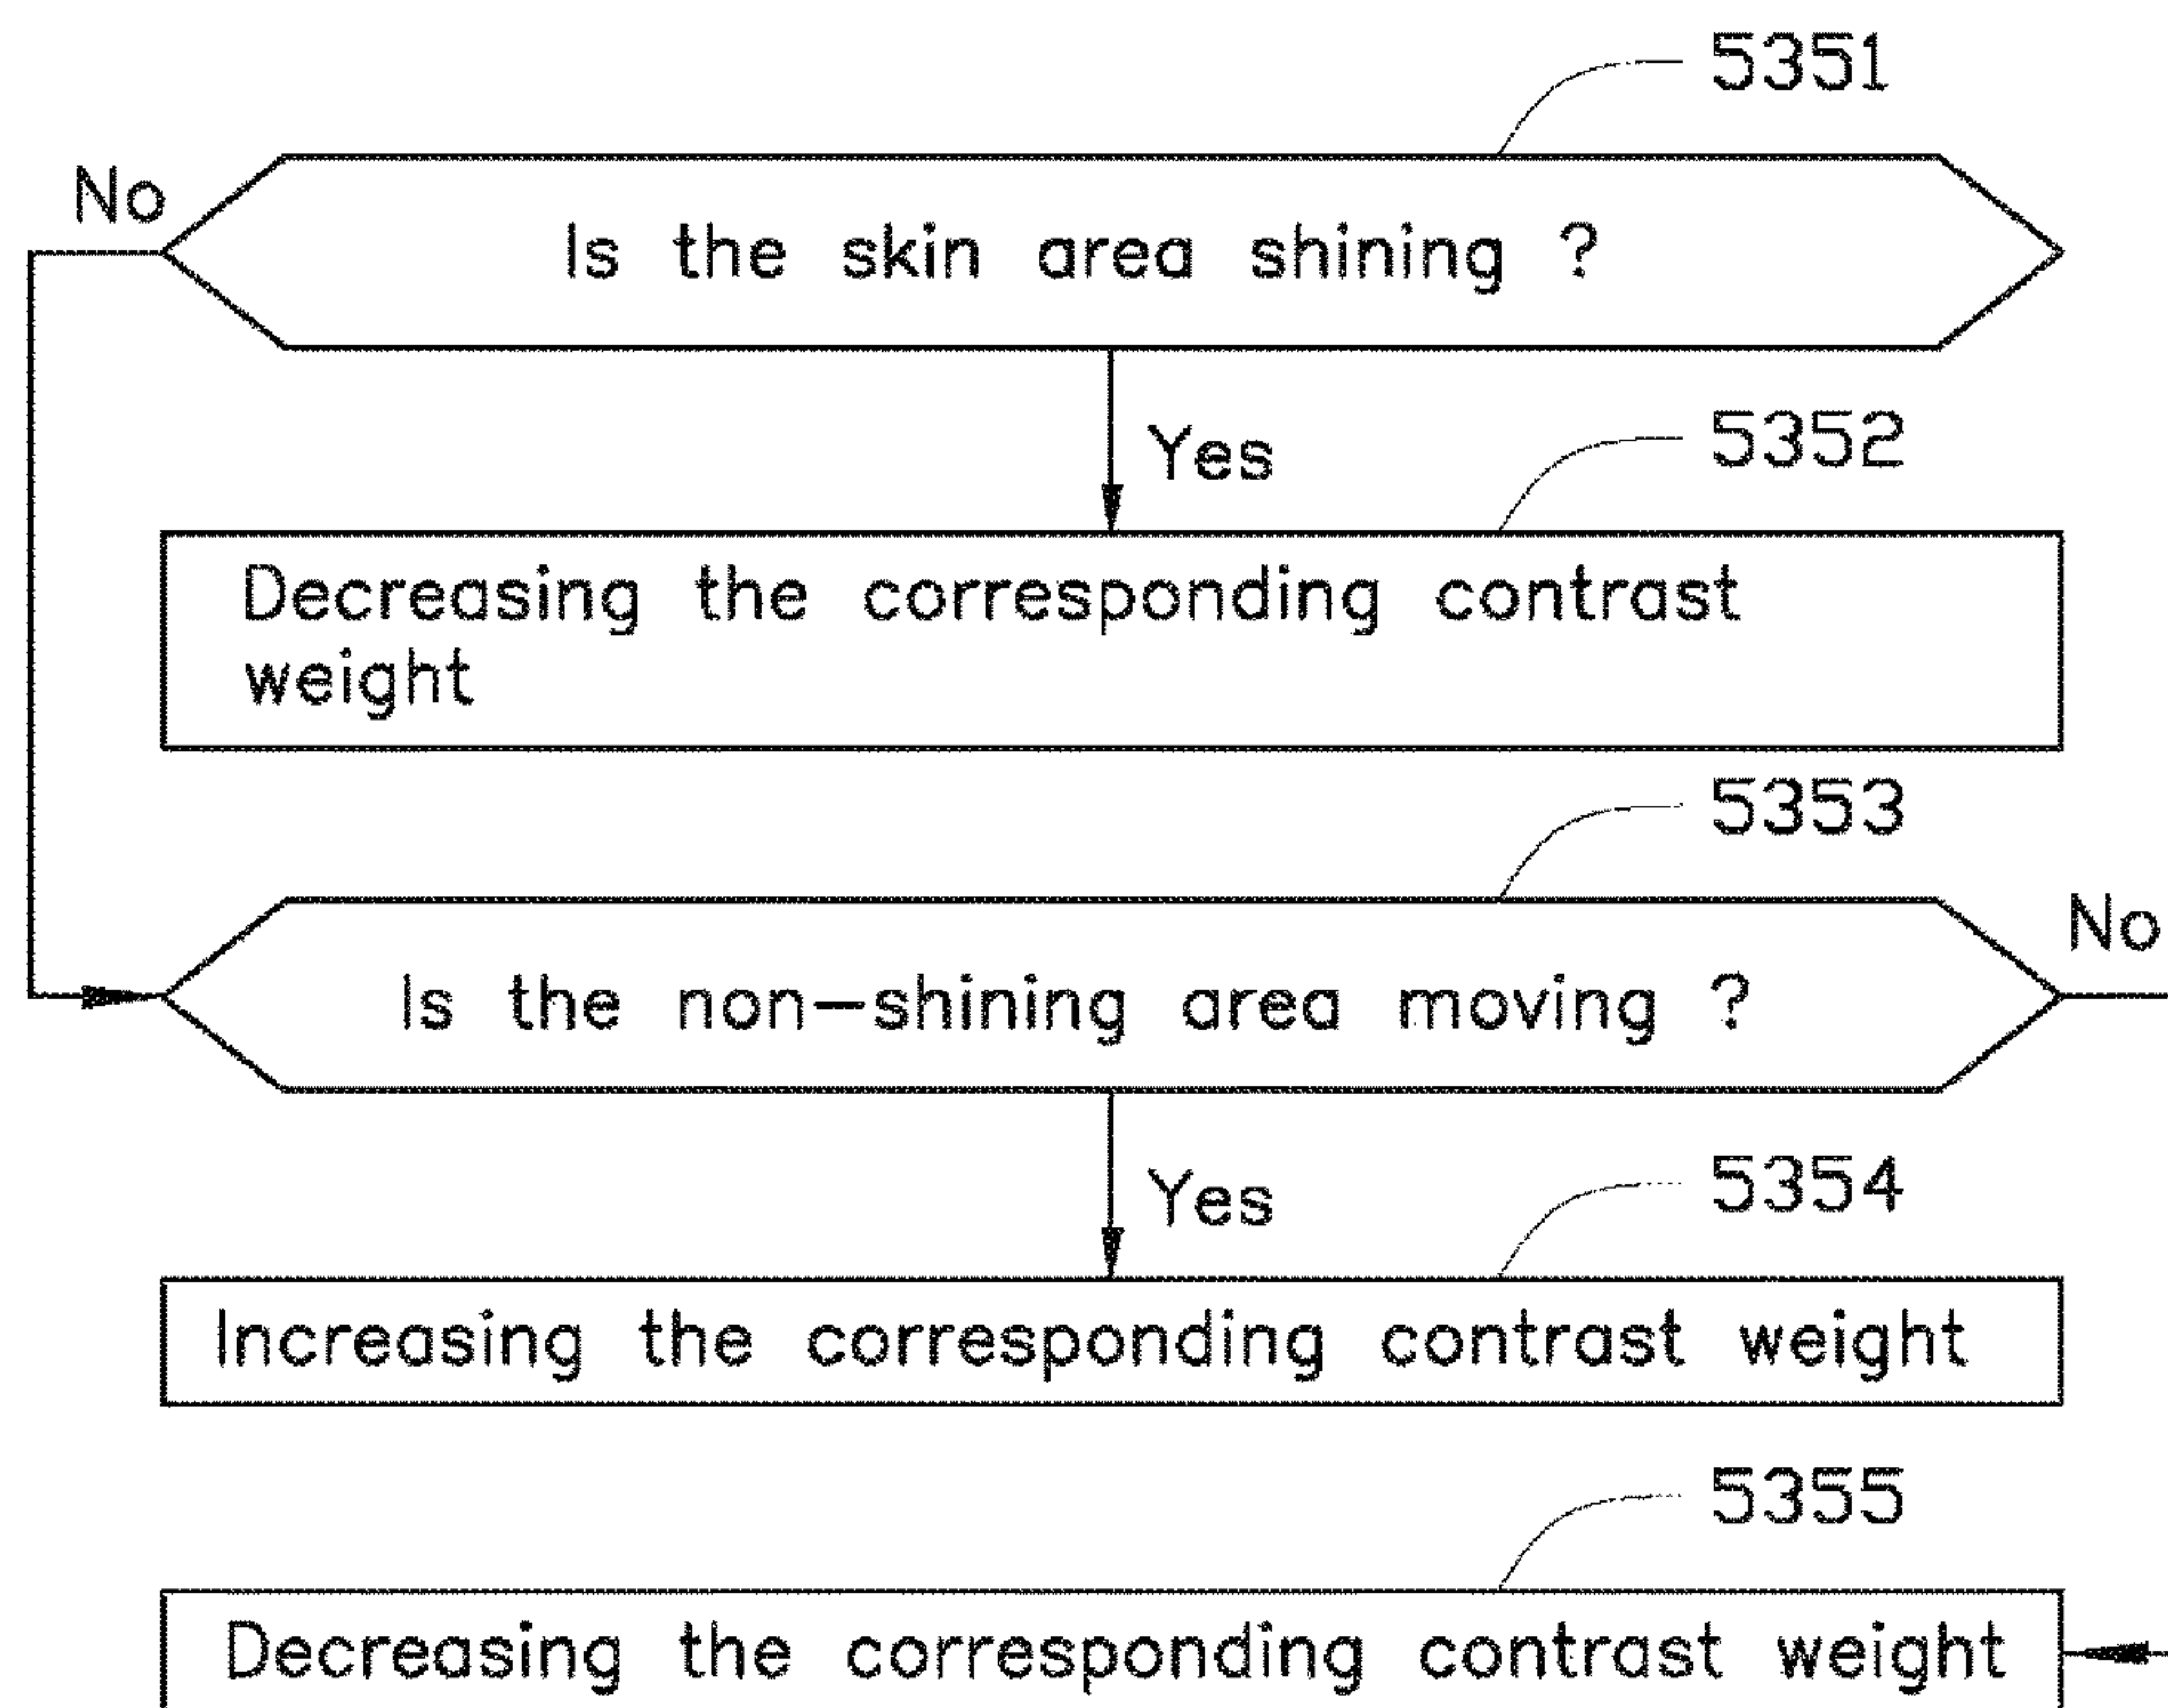 5351
No
Is the skin area shining ?
Yes
5352
Decreasing the corresponding contrast
weight
5353
No
Is the non-shining area moving ?
Yes
5354
Increasing the corresponding contrast weight
5355
Decreasing the corresponding contrast weight